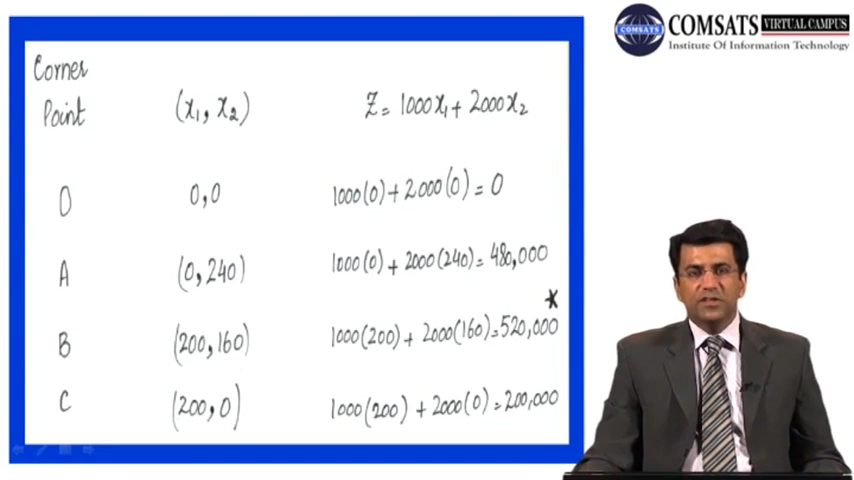 COMSATS VIRTUAL CAMPUS
COMSATS
Institute Of Information Technology
Corner
Point (x₁, x₂) Z = 1000x₁ + 2000x₂
O 0,0 1000(0) + 2000(0) = 0
A (0, 240) 1000(0) + 2000(240) = 480,000
B (200, 160) 1000(200) + 2000(160) = 520,000 *
C (200, 0) 1000(200) + 2000(0) = 200,000